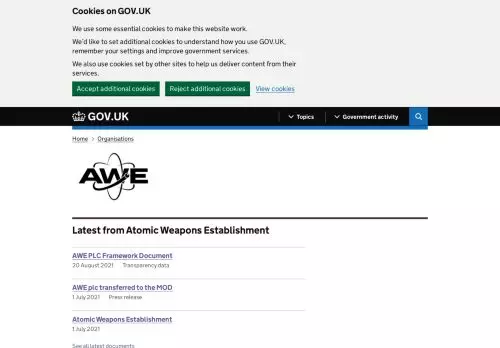 Cookies on GOV.UK
We use some essential cookies to make this website work.
We'd like to set additional cookies to understand how you use GOV.UK,
remember your settings and improve government services.
We also use cookies set by other sites to help us deliver content from their
services.
Accept additional cookies
Reject additional cookies
View cookies
GOV.UK
Topics
Government activity
Home
Organisations
AWE
Latest from Atomic Weapons Establishment
AWE PLC Framework Document
20 August 2021 Transparency data
AWE plc transferred to the MOD
1 July 2021 Press release
Atomic Weapons Establishment
1 July 2021
See all latest documents